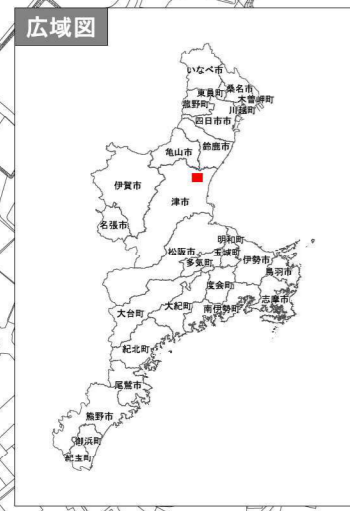 広域図
いなべ市
東員町
桑名市
木曽岬町
菰野町
川越町
四日市市
鈴鹿市
亀山市
伊賀市
津市
名張市
明和町
松阪市
玉城町
多気町
伊勢市
鳥羽市
度会町
志摩市
大紀町
大台町
南伊勢町
紀北町
尾鷲市
熊野市
御浜町
紀宝町